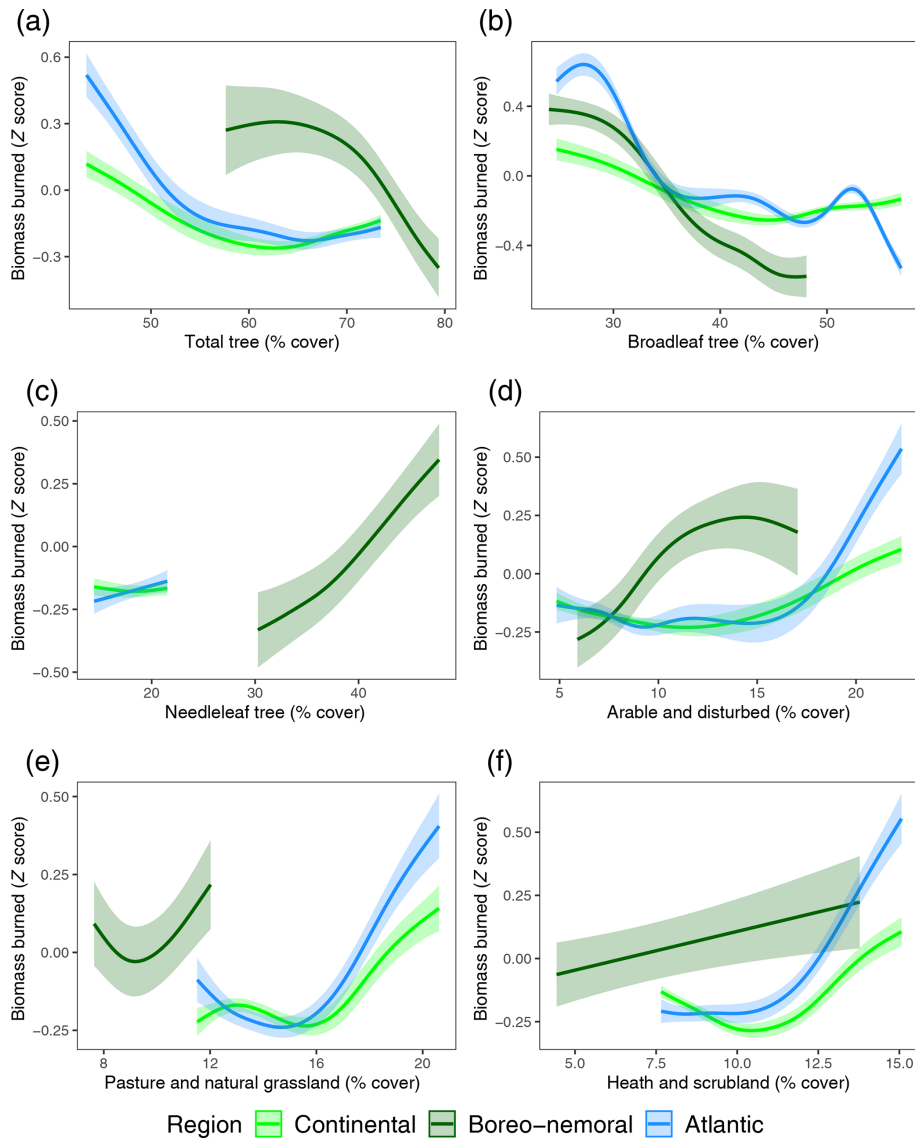 (a)
Biomass burned (Z score)
0.6
0.3
0.0
−0.3
50
60
70
80
Total tree (% cover)
(b)
Biomass burned (Z score)
0.4
0.0
−0.4
30
40
50
Broadleaf tree (% cover)
(c)
Biomass burned (Z score)
0.50
0.25
0.00
−0.25
−0.50
20
30
40
Needleleaf tree (% cover)
(d)
Biomass burned (Z score)
0.50
0.25
0.00
−0.25
5
10
15
20
Arable and disturbed (% cover)
(e)
Biomass burned (Z score)
0.50
0.25
0.00
−0.25
8
12
16
20
Pasture and natural grassland (% cover)
(f)
Biomass burned (Z score)
0.50
0.25
0.00
−0.25
5.0
7.5
10.0
12.5
15.0
Heath and scrubland (% cover)
Region Continental Boreo−nemoral Atlantic